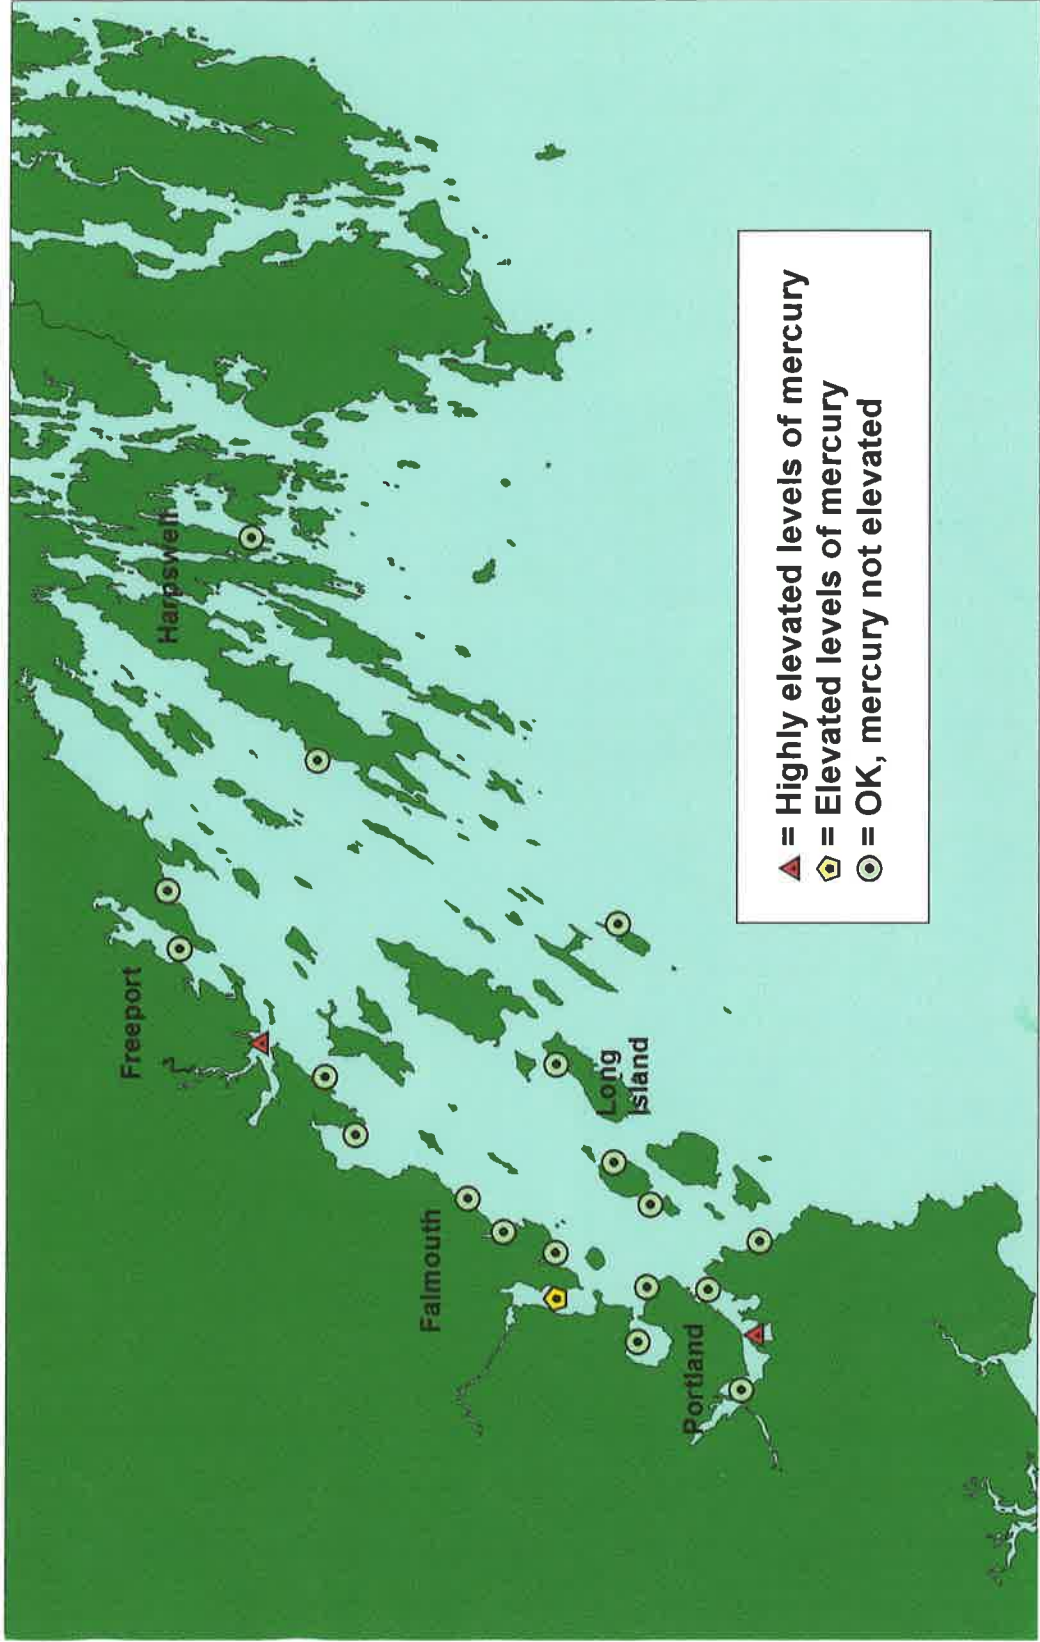 Harpswell
Freeport
Falmouth
Long
Island
Portland
= Highly elevated levels of mercury
= Elevated levels of mercury
= OK, mercury not elevated